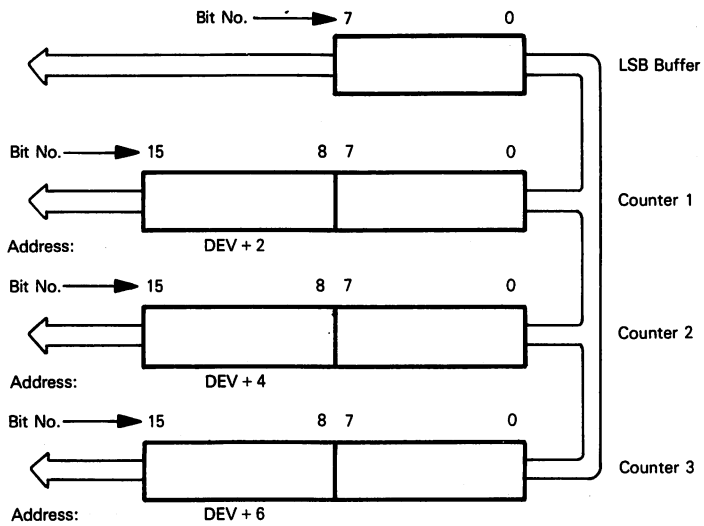 Bit No. 7 0
LSB Buffer
Bit No. 15 8 7 0
Counter 1
Address: DEV + 2
Bit No. 15 8 7 0
Counter 2
Address: DEV + 4
Bit No. 15 8 7 0
Counter 3
Address: DEV + 6